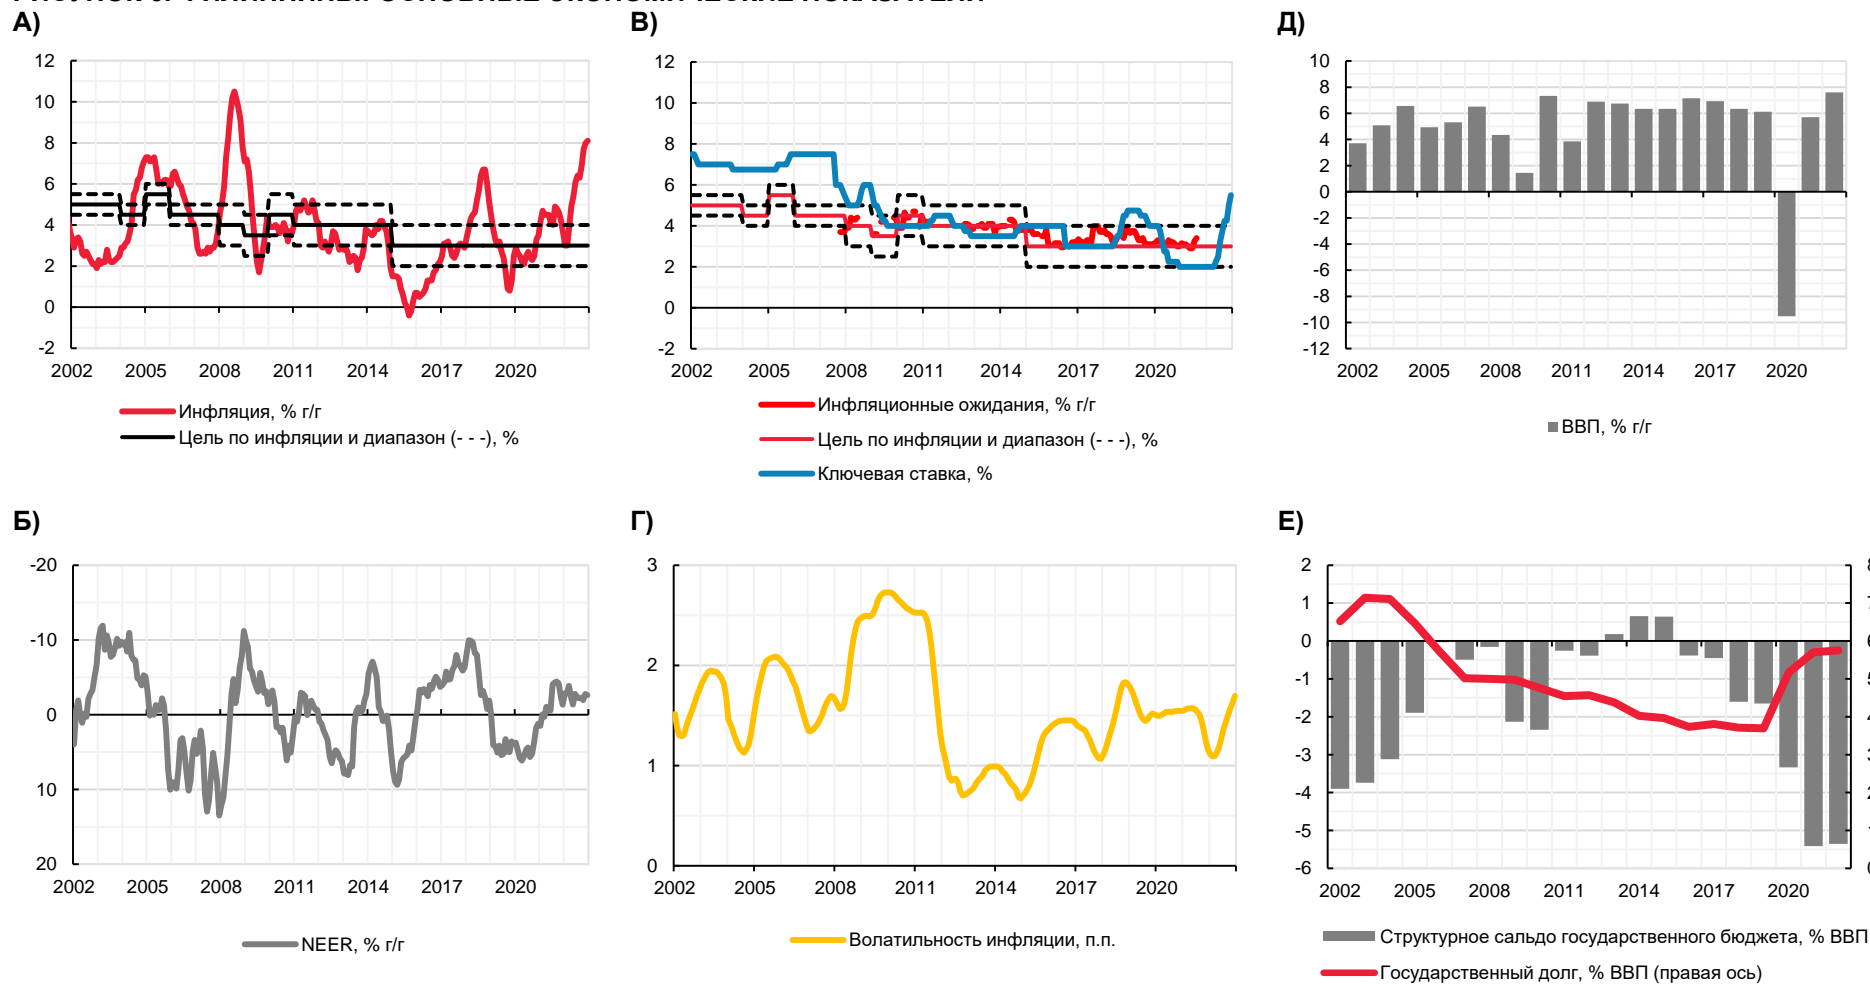 А)
12
10
8
6
4
2
0
-2
2002 2005 2008 2011 2014 2017 2020
Инфляция, % г/г
Цель по инфляции и диапазон (- - -), %
В)
12
10
8
6
4
2
0
-2
2002 2005 2008 2011 2014 2017 2020
Инфляционные ожидания, % г/г
Цель по инфляции и диапазон (- - -), %
Ключевая ставка, %
Д)
10
8
6
4
2
0
-2
-4
-6
-8
-10
-12
2002 2005 2008 2011 2014 2017 2020
ВВП, % г/г
Б)
-20
-10
0
10
20
2002 2005 2008 2011 2014 2017 2020
NEER, % г/г
Г)
3
2
1
0
2002 2005 2008 2011 2014 2017 2020
Волатильность инфляции, п.п.
Е)
2
1
0
-1
-2
-3
-4
-5
-6
2002 2005 2008 2011 2014 2017 2020
Структурное сальдо государственного бюджета, % ВВП
Государственный долг, % ВВП (правая ось)